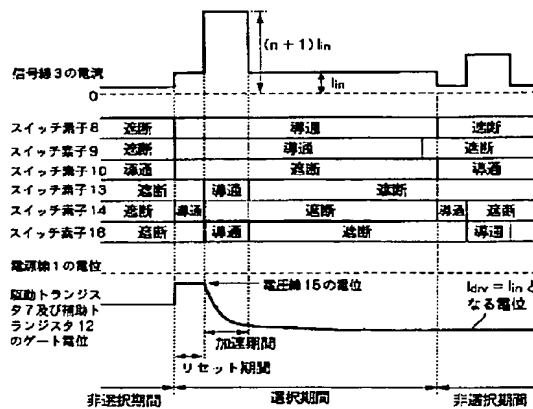 (n+1)Iin
信号線3の電流
Iin
0
スイッチ素子8 遮断 導通 遮断
スイッチ素子9 遮断 導通 遮断
スイッチ素子10 導通 遮断 導通
スイッチ素子13 遮断 導通 遮断
スイッチ素子14 遮断 導通 遮断 導通 遮断
スイッチ素子16 遮断 導通 遮断 導通
電源線1の電位
電圧線15の電位
Idrv = Iin と
なる電位
駆動トランジス
タ7及び補助ト
ランジスタ12
のゲート電位
加速期間
リセット期間
非選択期間 選択期間 非選択期間